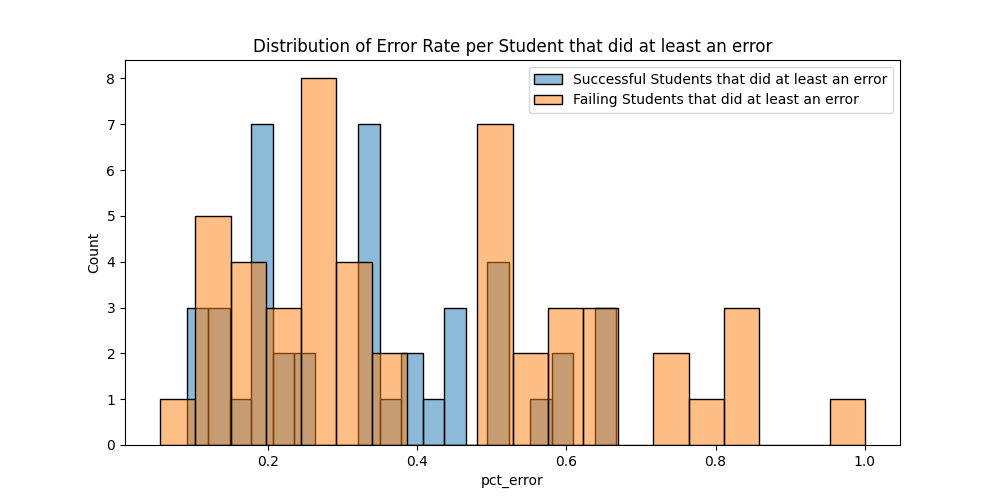 Distribution of Error Rate per Student that did at least an error
Successful Students that did at least an error
Failing Students that did at least an error
8
7
6
5
4
3
2
1
0
Count
0.2 0.4 0.6 0.8 1.0
pct_error